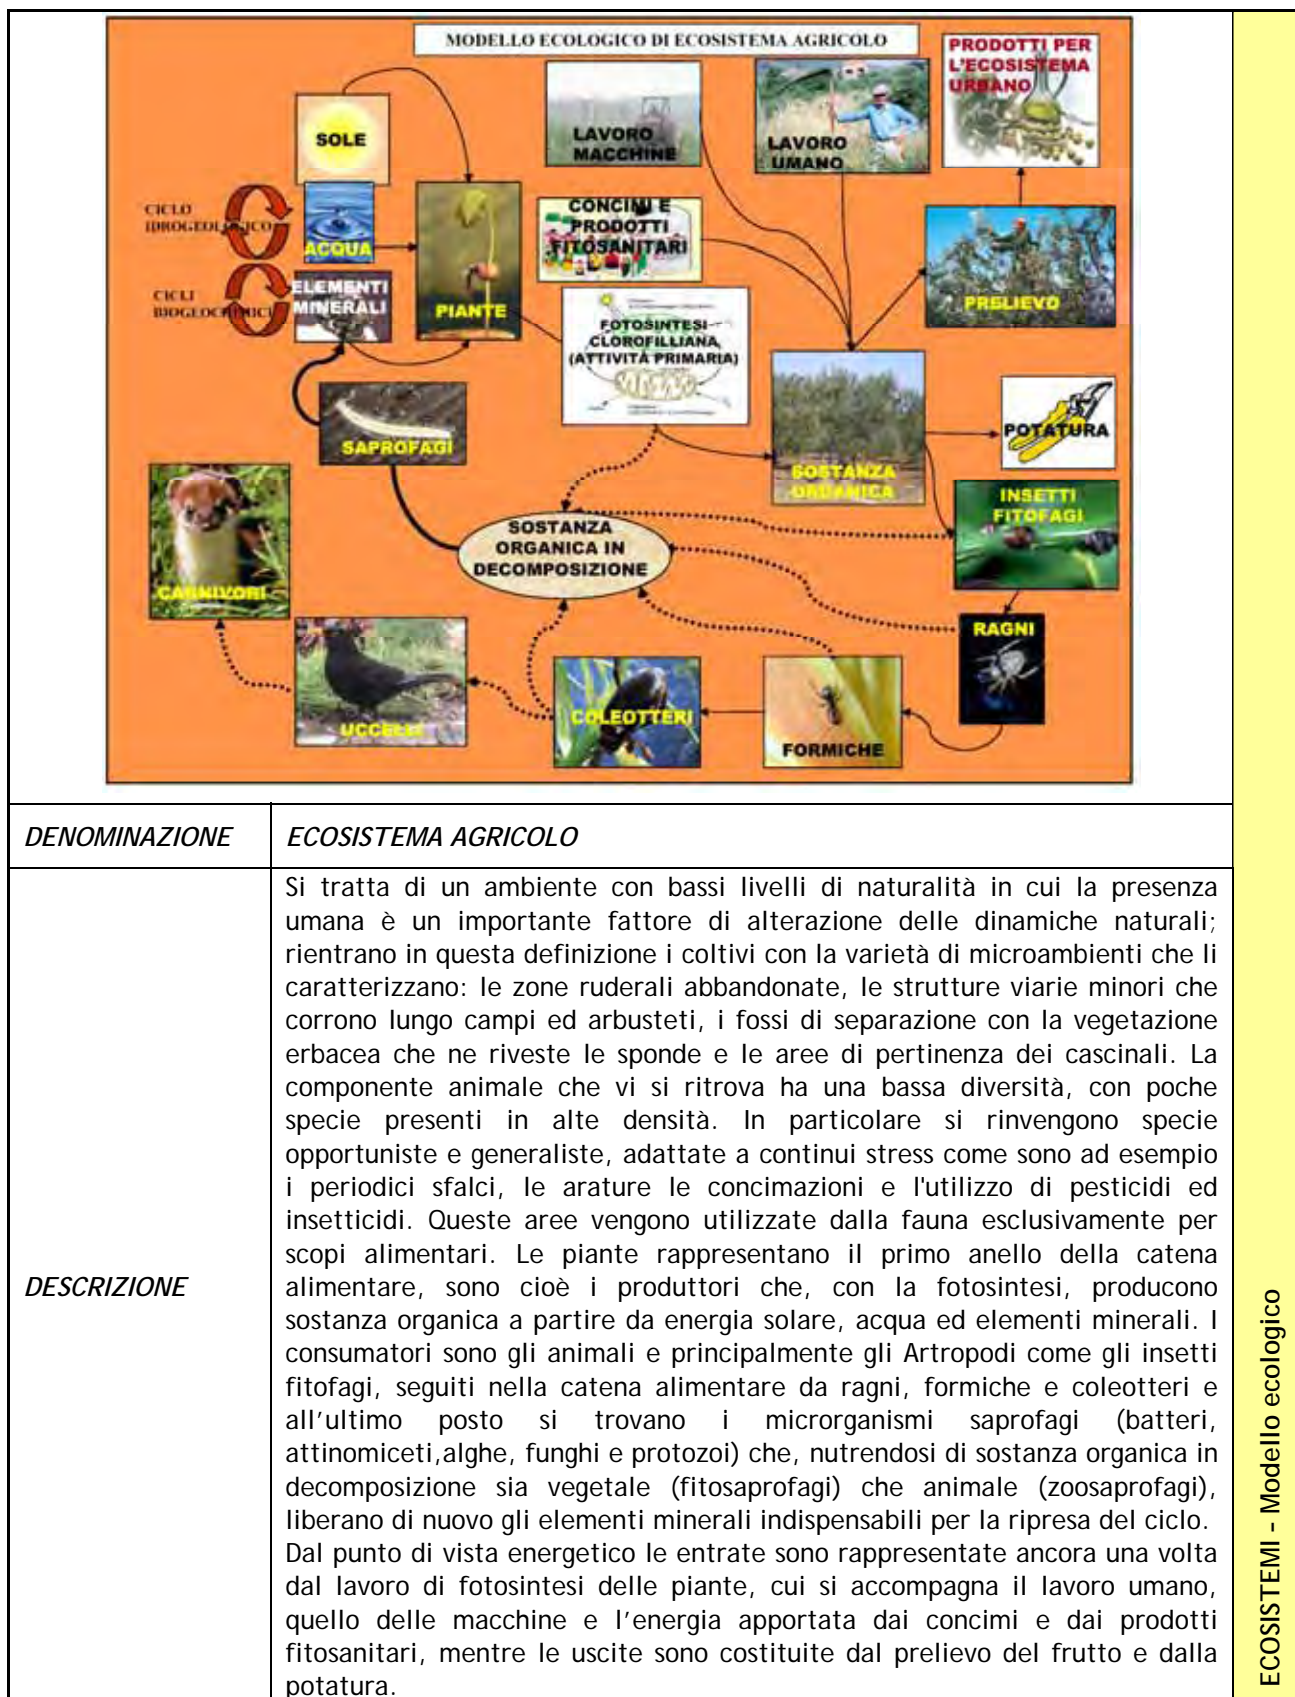 MODELLO ECOLOGICO DI ECOSISTEMA AGRICOLO
PRODOTTI PER
L'ECOSISTEMA
URBANO
SOLE
LAVORO
MACCHINE
LAVORO
UMANO
CICLO
IDROGEOLOGICO
ACQUA
CONCIMI E
PRODOTTI
FITOSANITARI
CICLI
BIOGEOCHIMICI
ELEMENTI
MINERALI
PIANTE
PRELIEVO
FOTOSINTESI
CLOROFILLIANA
(ATTIVITÀ PRIMARIA)
SAPROFAGI
POTATURA
SOSTANZA
ORGANICA
INSETTI
FITOFAGI
CARNIVORI
SOSTANZA
ORGANICA IN
DECOMPOSIZIONE
RAGNI
UCCELLI
COLEOTTERI
FORMICHE
DENOMINAZIONE
ECOSISTEMA AGRICOLO
DESCRIZIONE
Si tratta di un ambiente con bassi livelli di naturalità in cui la presenza
umana è un importante fattore di alterazione delle dinamiche naturali;
rientrano in questa definizione i coltivi con la varietà di microambienti che li
caratterizzano: le zone ruderali abbandonate, le strutture viarie minori che
corrono lungo campi ed arbusteti, i fossi di separazione con la vegetazione
erbacea che ne riveste le sponde e le aree di pertinenza dei cascinali. La
componente animale che vi si ritrova ha una bassa diversità, con poche
specie presenti in alte densità. In particolare si rinvengono specie
opportuniste e generaliste, adattate a continui stress come sono ad esempio
i periodici sfalci, le arature le concimazioni e l'utilizzo di pesticidi ed
insetticidi. Queste aree vengono utilizzate dalla fauna esclusivamente per
scopi alimentari. Le piante rappresentano il primo anello della catena
alimentare, sono cioè i produttori che, con la fotosintesi, producono
sostanza organica a partire da energia solare, acqua ed elementi minerali. I
consumatori sono gli animali e principalmente gli Artropodi come gli insetti
fitofagi, seguiti nella catena alimentare da ragni, formiche e coleotteri e
all’ultimo posto si trovano i microrganismi saprofagi (batteri,
attinomiceti,alghe, funghi e protozoi) che, nutrendosi di sostanza organica in
decomposizione sia vegetale (fitosaprofagi) che animale (zoosaprofagi),
liberano di nuovo gli elementi minerali indispensabili per la ripresa del ciclo.
Dal punto di vista energetico le entrate sono rappresentate ancora una volta
dal lavoro di fotosintesi delle piante, cui si accompagna il lavoro umano,
quello delle macchine e l’energia apportata dai concimi e dai prodotti
fitosanitari, mentre le uscite sono costituite dal prelievo del frutto e dalla
potatura.
ECOSISTEMI - Modello ecologico